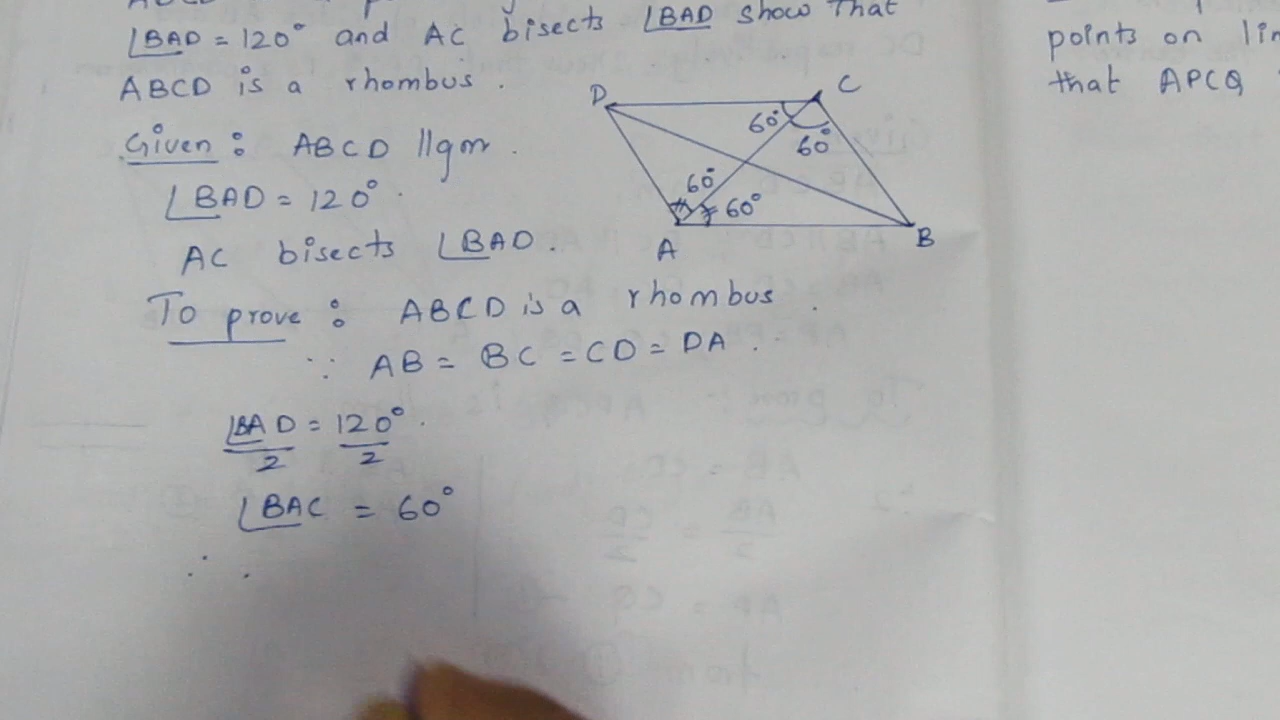 ∠BAD = 120° and AC bisects ∠BAD show that
ABCD is a rhombus.
Given : ABCD ||gm.
∠BAD = 120°.
AC bisects ∠BAD.
To prove : ABCD is a rhombus.
∵ AB = BC = CD = DA.
∠BAD/2 = 120°/2.
∠BAC = 60°
∴
D
C
60°
60°
60°
60°
A
B
points on
that APCQ